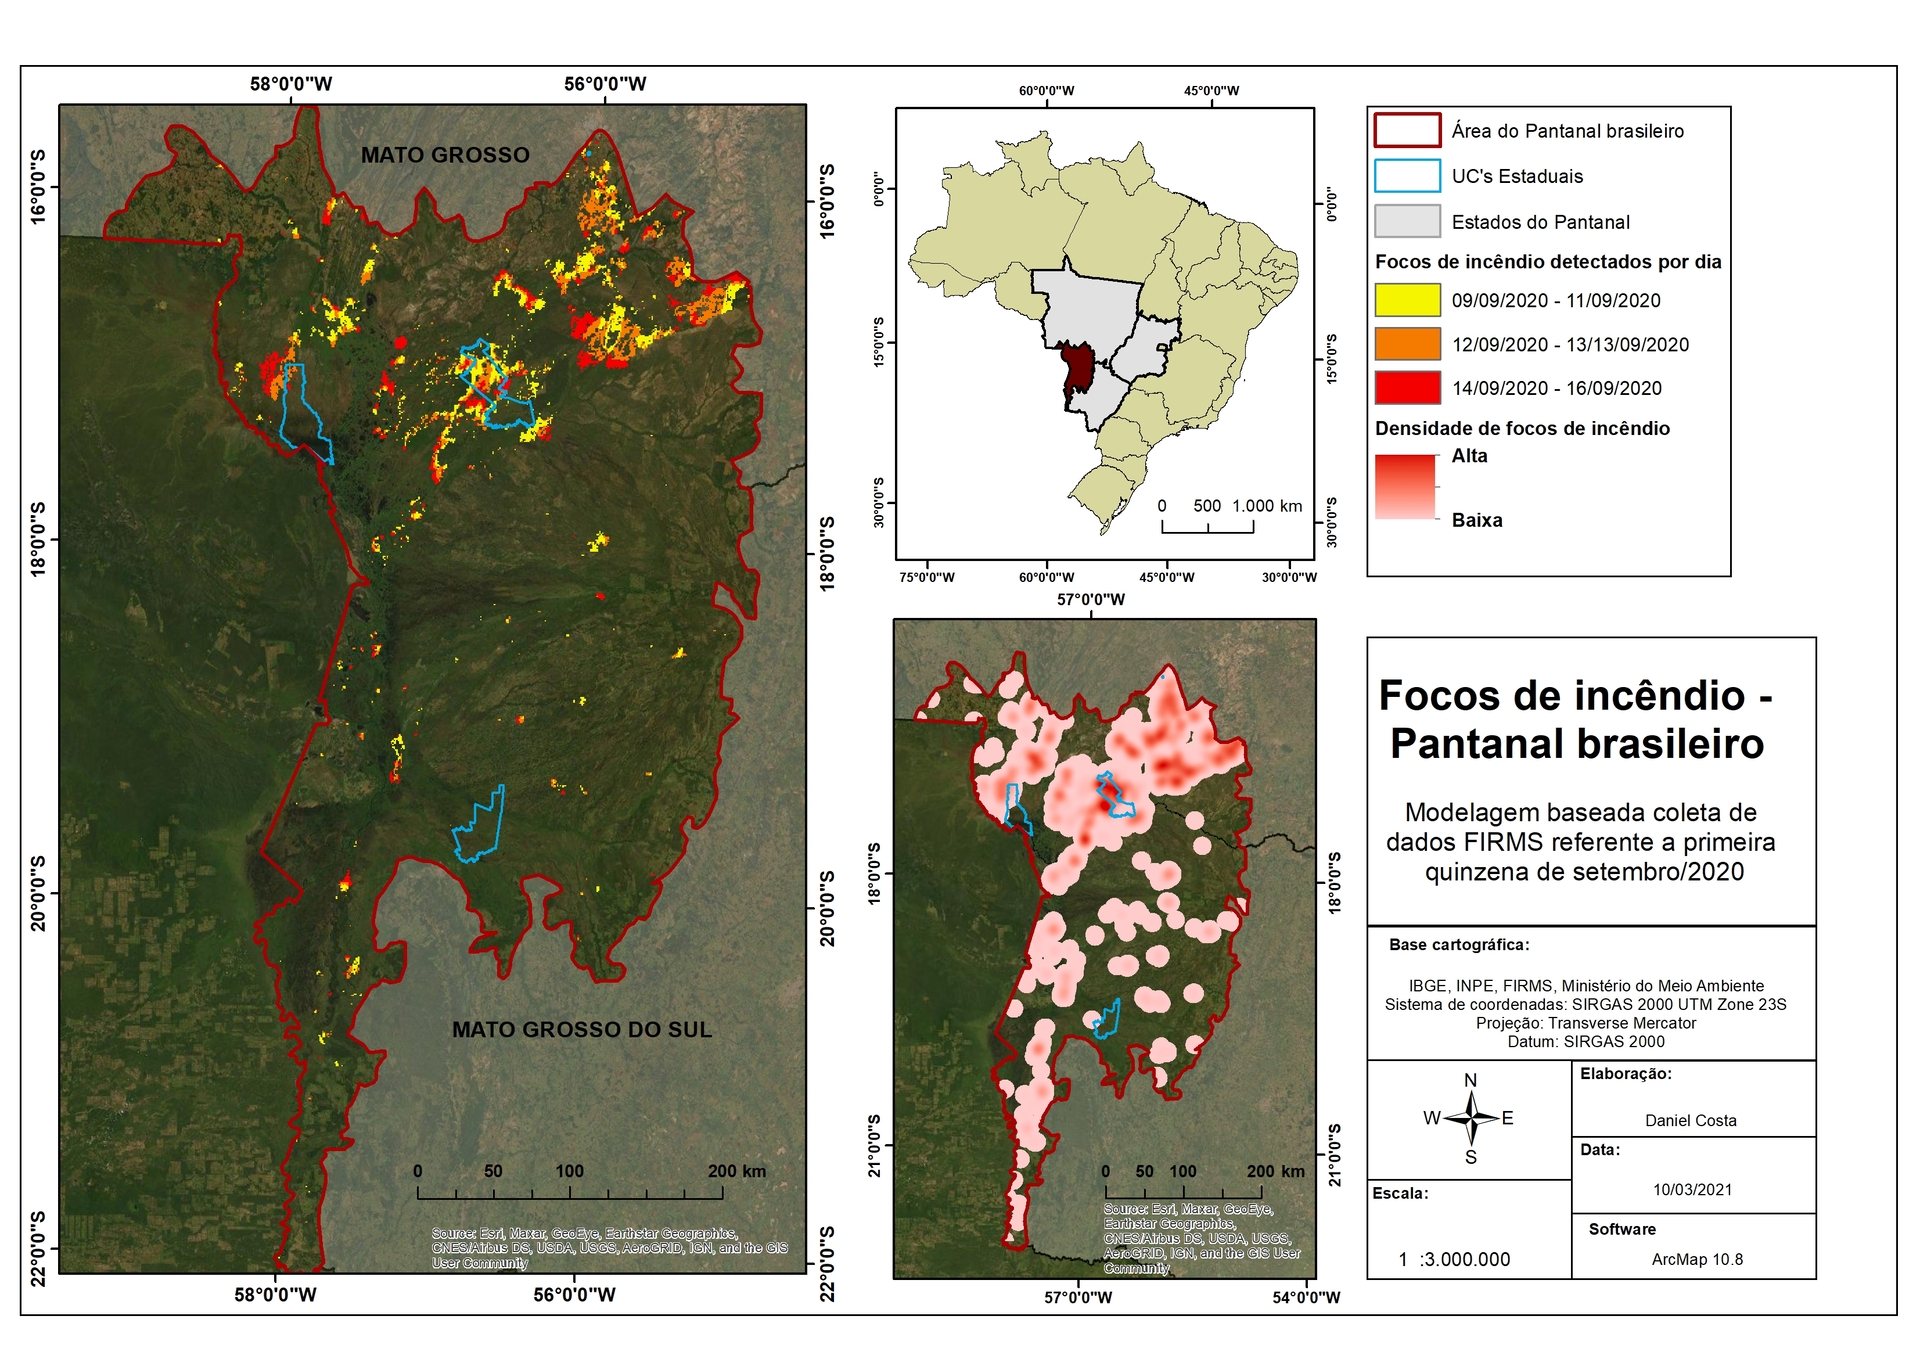 58°0'0"W
56°0'0"W
16°0'0"S
18°0'0"S
20°0'0"S
22°0'0"S
MATO GROSSO
MATO GROSSO DO SUL
0 50 100 200 km
Source: Esri, Maxar, GeoEye, Earthstar Geographics,
CNES/Airbus DS, USDA, USGS, AeroGRID, IGN, and the GIS
User Community
16°0'0"S
18°0'0"S
20°0'0"S
22°0'0"S
58°0'0"W
56°0'0"W
60°0'0"W
45°0'0"W
0°0'0"
15°0'0"S
30°0'0"S
0 500 1.000 km
0°0'0"
15°0'0"S
30°0'0"S
75°0'0"W
60°0'0"W
45°0'0"W
30°0'0"W
57°0'0"W
18°0'0"S
21°0'0"S
0 50 100 200 km
Source: Esri, Maxar, GeoEye,
Earthstar Geographics,
CNES/Airbus DS, USDA, USGS,
AeroGRID, IGN, and the GIS User
Community
18°0'0"S
21°0'0"S
57°0'0"W
54°0'0"W
Área do Pantanal brasileiro
UC's Estaduais
Estados do Pantanal
Focos de incêndio detectados por dia
09/09/2020 - 11/09/2020
12/09/2020 - 13/13/09/2020
14/09/2020 - 16/09/2020
Densidade de focos de incêndio
Alta
Baixa
Focos de incêndio -
Pantanal brasileiro
Modelagem baseada coleta de
dados FIRMS referente a primeira
quinzena de setembro/2020
Base cartográfica:
IBGE, INPE, FIRMS, Ministério do Meio Ambiente
Sistema de coordenadas: SIRGAS 2000 UTM Zone 23S
Projeção: Transverse Mercator
Datum: SIRGAS 2000
N
W E
S
Escala:
1 :3.000.000
Elaboração:
Daniel Costa
Data:
10/03/2021
Software
ArcMap 10.8